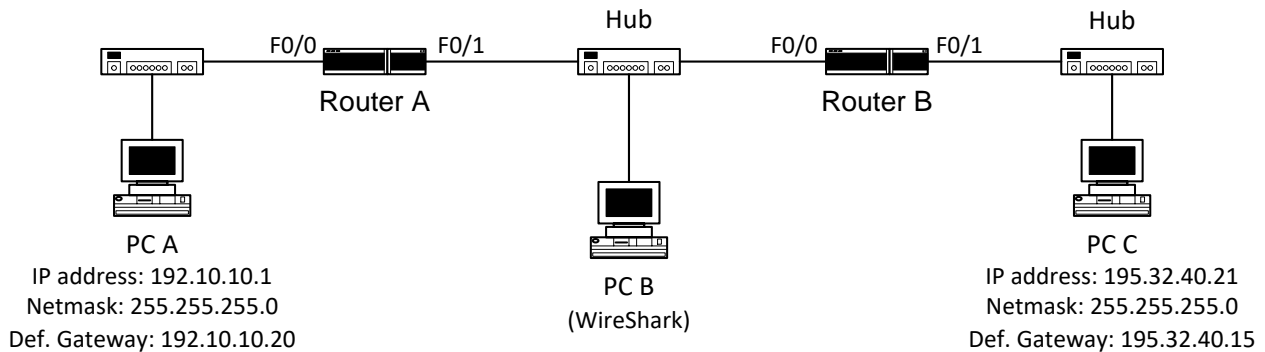 Hub
Hub
F0/0
F0/1
F0/0
F0/1
Router A
Router B
PC A
IP address: 192.10.10.1
Netmask: 255.255.255.0
Def. Gateway: 192.10.10.20
PC B
(WireShark)
PC C
IP address: 195.32.40.21
Netmask: 255.255.255.0
Def. Gateway: 195.32.40.15